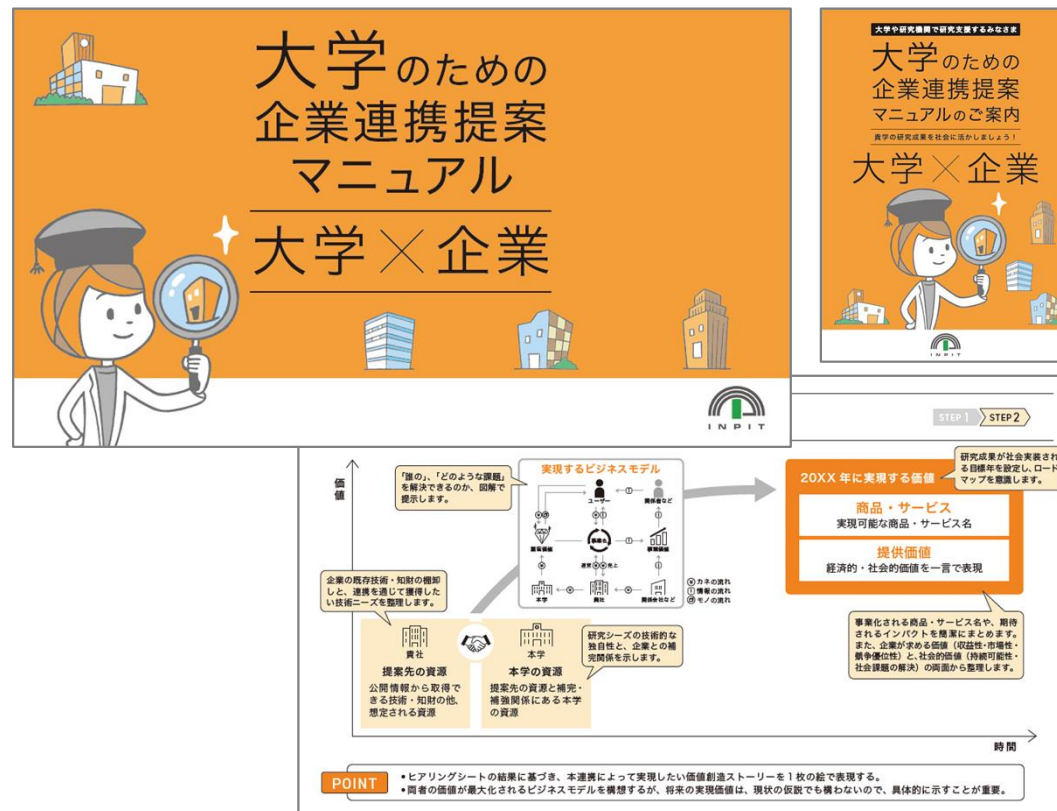 大学のための
企業連携提案
マニュアル
大学×企業
INPIT
大学や研究機関で研究支援するみなさま
大学のための
企業連携提案
マニュアルのご案内
貴学の研究成果を社会に活かしましょう!
大学×企業
INPIT
STEP 1
STEP 2
価値
「誰の」、「どのような課題」
を解決できるのか、図解で
提示します。
実現するビジネスモデル
ユーザー
関係者など
事業価値
運営
売上
本学
貴社
関係会社など
¥カネの流れ
i情報の流れ
モノの流れ
研究成果が社会実装され
る目標年を設定し、ロード
マップを意識します。
20XX 年に実現する価値
商品・サービス
実現可能な商品・サービス名
提供価値
経済的・社会的価値を一言で表現
企業の既存技術・知財の棚卸
しと、連携を通じて獲得した
い技術ニーズを整理します。
研究シーズの技術的な
独自性と、企業との補
完関係を示します。
事業化される商品・サービス名や、期待
されるインパクトを簡潔にまとめます。
また、企業が求める価値(収益性・市場性・
競争優位性)と、社会的価値(持続可能性・
社会課題の解決)の両面から整理します。
貴社
提案先の資源
公開情報から取得で
きる技術・知財の他、
想定される資源
本学
本学の資源
提案先の資源と補完・
補強関係にある本学
の資源
時間
POINT
•ヒアリングシートの結果に基づき、本連携によって実現したい価値創造ストーリーを1枚の絵で表現する。
•両者の価値が最大化されるビジネスモデルを構想するが、将来の実現価値は、現状の仮説でも構わないので、具体的に示すことが重要。